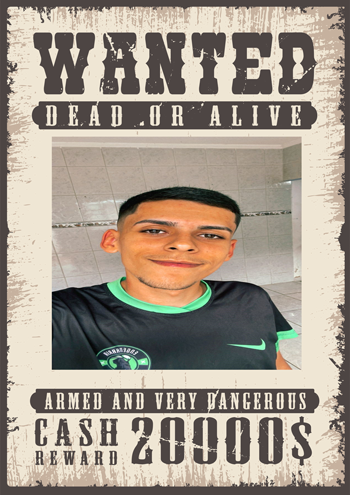 WANTED
DEAD OR ALIVE
ARMED AND VERY DANGEROUS
CASH
REWARD
20000$